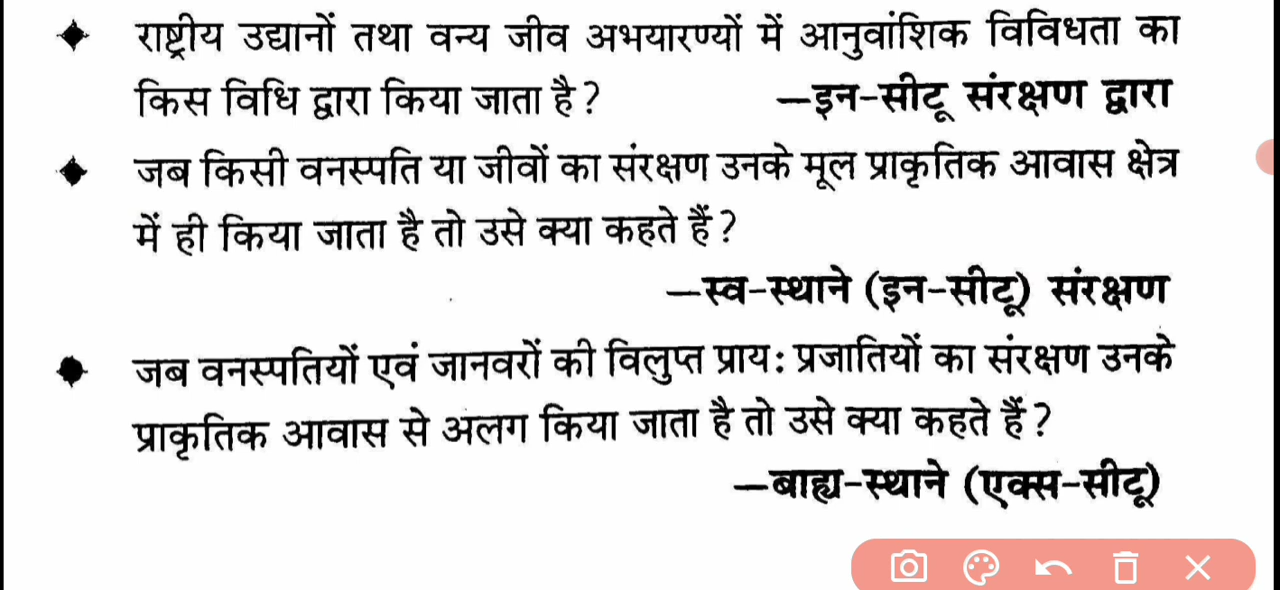 राष्ट्रीय उद्यानों तथा वन्य जीव अभयारण्यों में आनुवांशिक विविधता का
किस विधि द्वारा किया जाता है? —इन-सीटू संरक्षण द्वारा
जब किसी वनस्पति या जीवों का संरक्षण उनके मूल प्राकृतिक आवास क्षेत्र
में ही किया जाता है तो उसे क्या कहते हैं?
—स्व-स्थाने (इन-सीटू) संरक्षण
जब वनस्पतियों एवं जानवरों की विलुप्त प्राय: प्रजातियों का संरक्षण उनके
प्राकृतिक आवास से अलग किया जाता है तो उसे क्या कहते हैं?
—बाह्य-स्थाने (एक्स-सीटू)